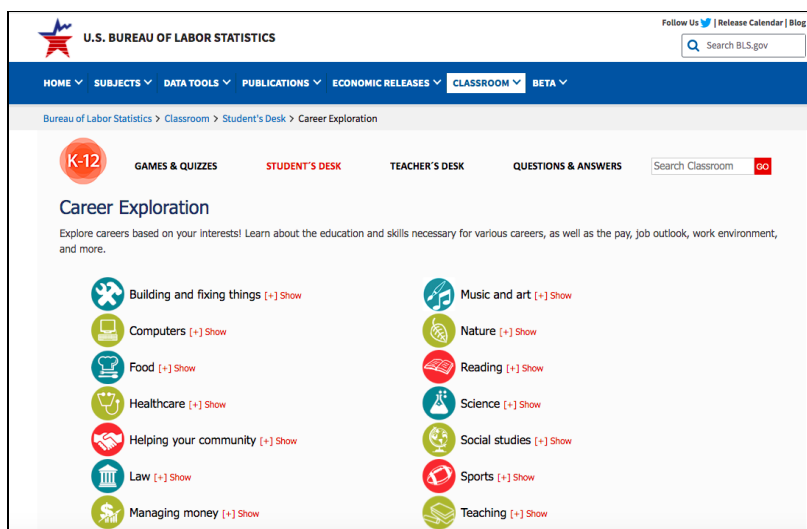 Follow Us | Release Calendar | Blog
U.S. BUREAU OF LABOR STATISTICS
Search BLS.gov
HOME SUBJECTS DATA TOOLS PUBLICATIONS ECONOMIC RELEASES CLASSROOM BETA
Bureau of Labor Statistics > Classroom > Student's Desk > Career Exploration
K-12
GAMES & QUIZZES STUDENT'S DESK TEACHER'S DESK QUESTIONS & ANSWERS Search Classroom GO
Career Exploration
Explore careers based on your interests! Learn about the education and skills necessary for various careers, as well as the pay, job outlook, work environment,
and more.
Building and fixing things [+] Show
Computers [+] Show
Food [+] Show
Healthcare [+] Show
Helping your community [+] Show
Law [+] Show
Managing money [+] Show
Music and art [+] Show
Nature [+] Show
Reading [+] Show
Science [+] Show
Social studies [+] Show
Sports [+] Show
Teaching [+] Show